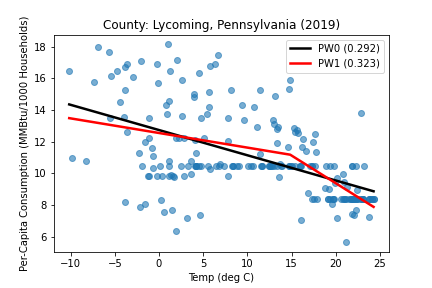 County: Lycoming, Pennsylvania (2019)
Per-Capita Consumption (MMBtu/1000 Households)
18
16
14
12
10
8
6
PW0 (0.292)
PW1 (0.323)
−10 −5 0 5 10 15 20 25
Temp (deg C)